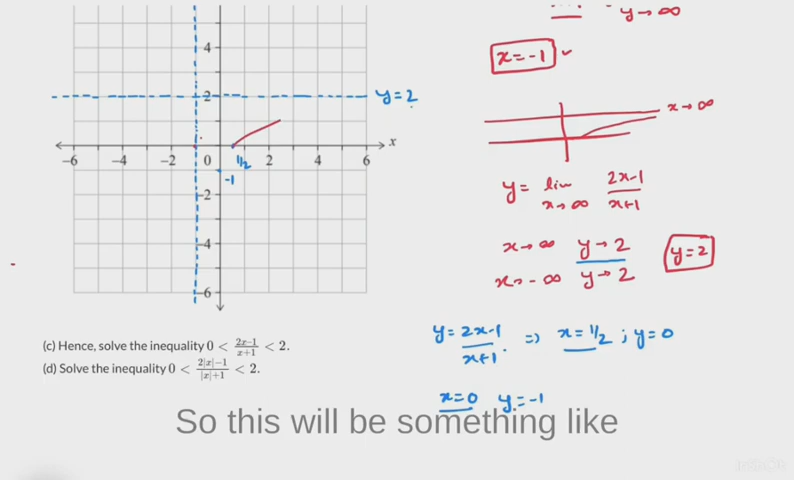 y→∞
x=-1
x→∞
y= lim x→∞ 2x-1/x+1
x→∞ y→2
y=2
x→-∞ y→2
y=2
x
4
2
-6 -4 -2 0 1/2 2 4 6
-1
-2
-4
-6
y=2x-1/x+1 ⇒ x=1/2 ; y=0
x=0 y=-1
(c) Hence, solve the inequality 0 < 2x-1/x+1 < 2.
(d) Solve the inequality 0 < 2|x|-1/|x|+1 < 2.
So this will be something like